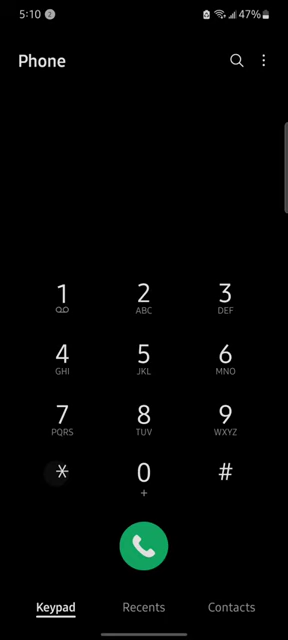 5:10 47%
Phone
1 2 3
ABC DEF
4 5 6
GHI JKL MNO
7 8 9
PQRS TUV WXYZ
* 0 #
+
Keypad Recents Contacts